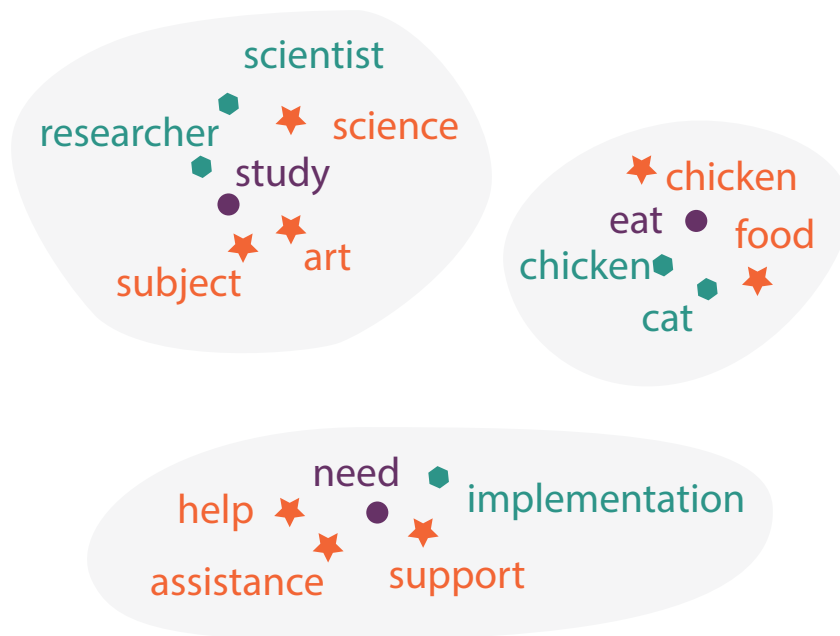 scientist
researcher
science
study
subject
art
chicken
eat
food
chicken
cat
need
help
implementation
assistance
support